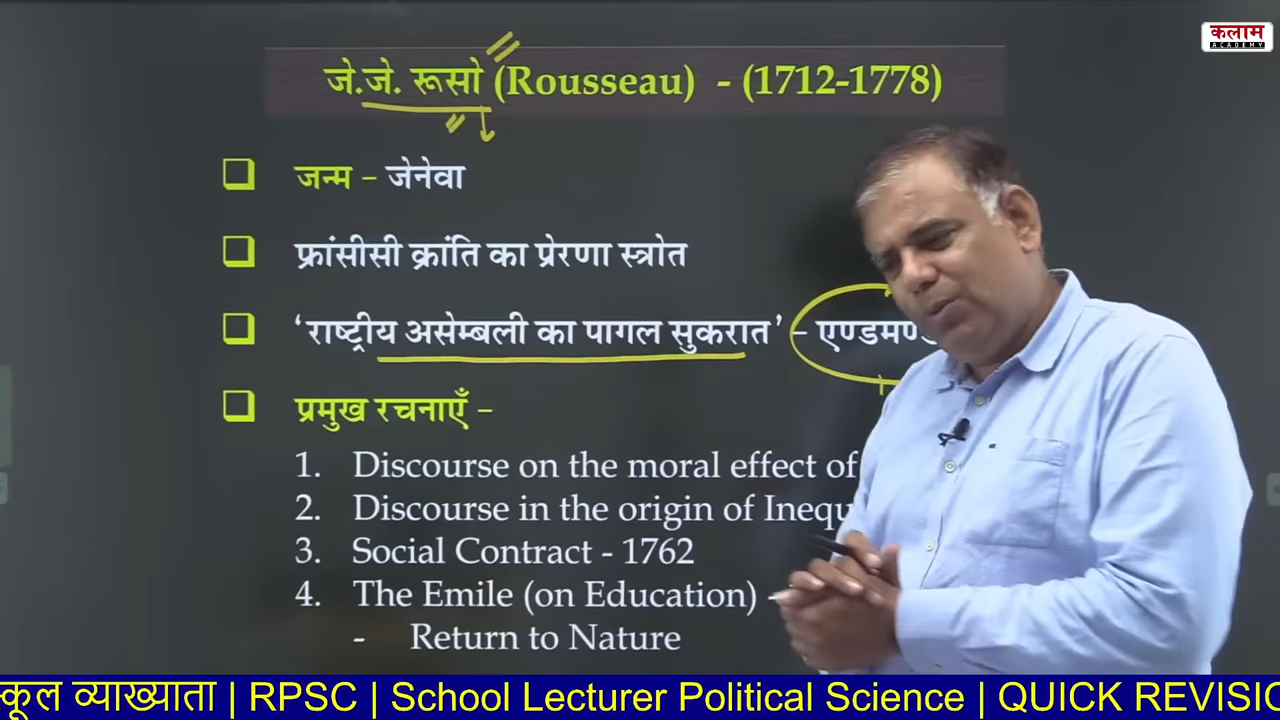 कलाम
ACADEMY
जे.जे. रूसो (Rousseau) - (1712-1778)
जन्म - जेनेवा
फ्रांसीसी क्रांति का प्रेरणा स्त्रोत
'राष्ट्रीय असेम्बली का पागल सुकरात' - एण्डमण्ड
प्रमुख रचनाएँ -
1. Discourse on the moral effect of
2. Discourse in the origin of Inequ
3. Social Contract - 1762
4. The Emile (on Education) -
- Return to Nature
स्कूल व्याख्याता | RPSC | School Lecturer Political Science | QUICK REVISIO